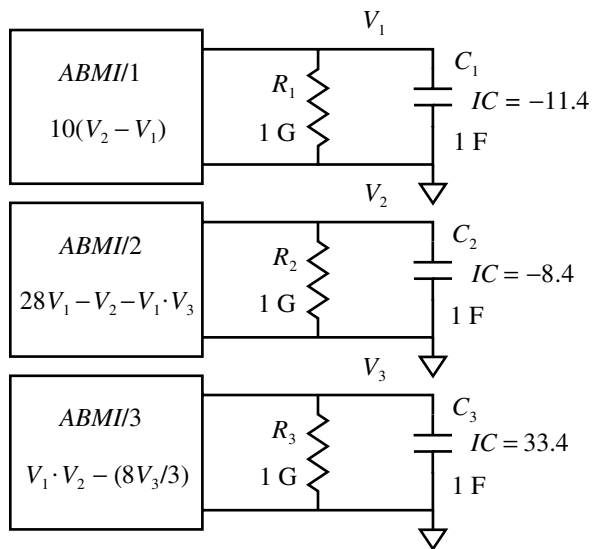 V₁
ABMI/1
10(V₂ − V₁)
R₁
1 G
C₁
IC = −11.4
1 F
V₂
ABMI/2
28V₁ − V₂ − V₁·V₃
R₂
1 G
C₂
IC = −8.4
1 F
V₃
ABMI/3
V₁·V₂ − (8V₃/3)
R₃
1 G
C₃
IC = 33.4
1 F